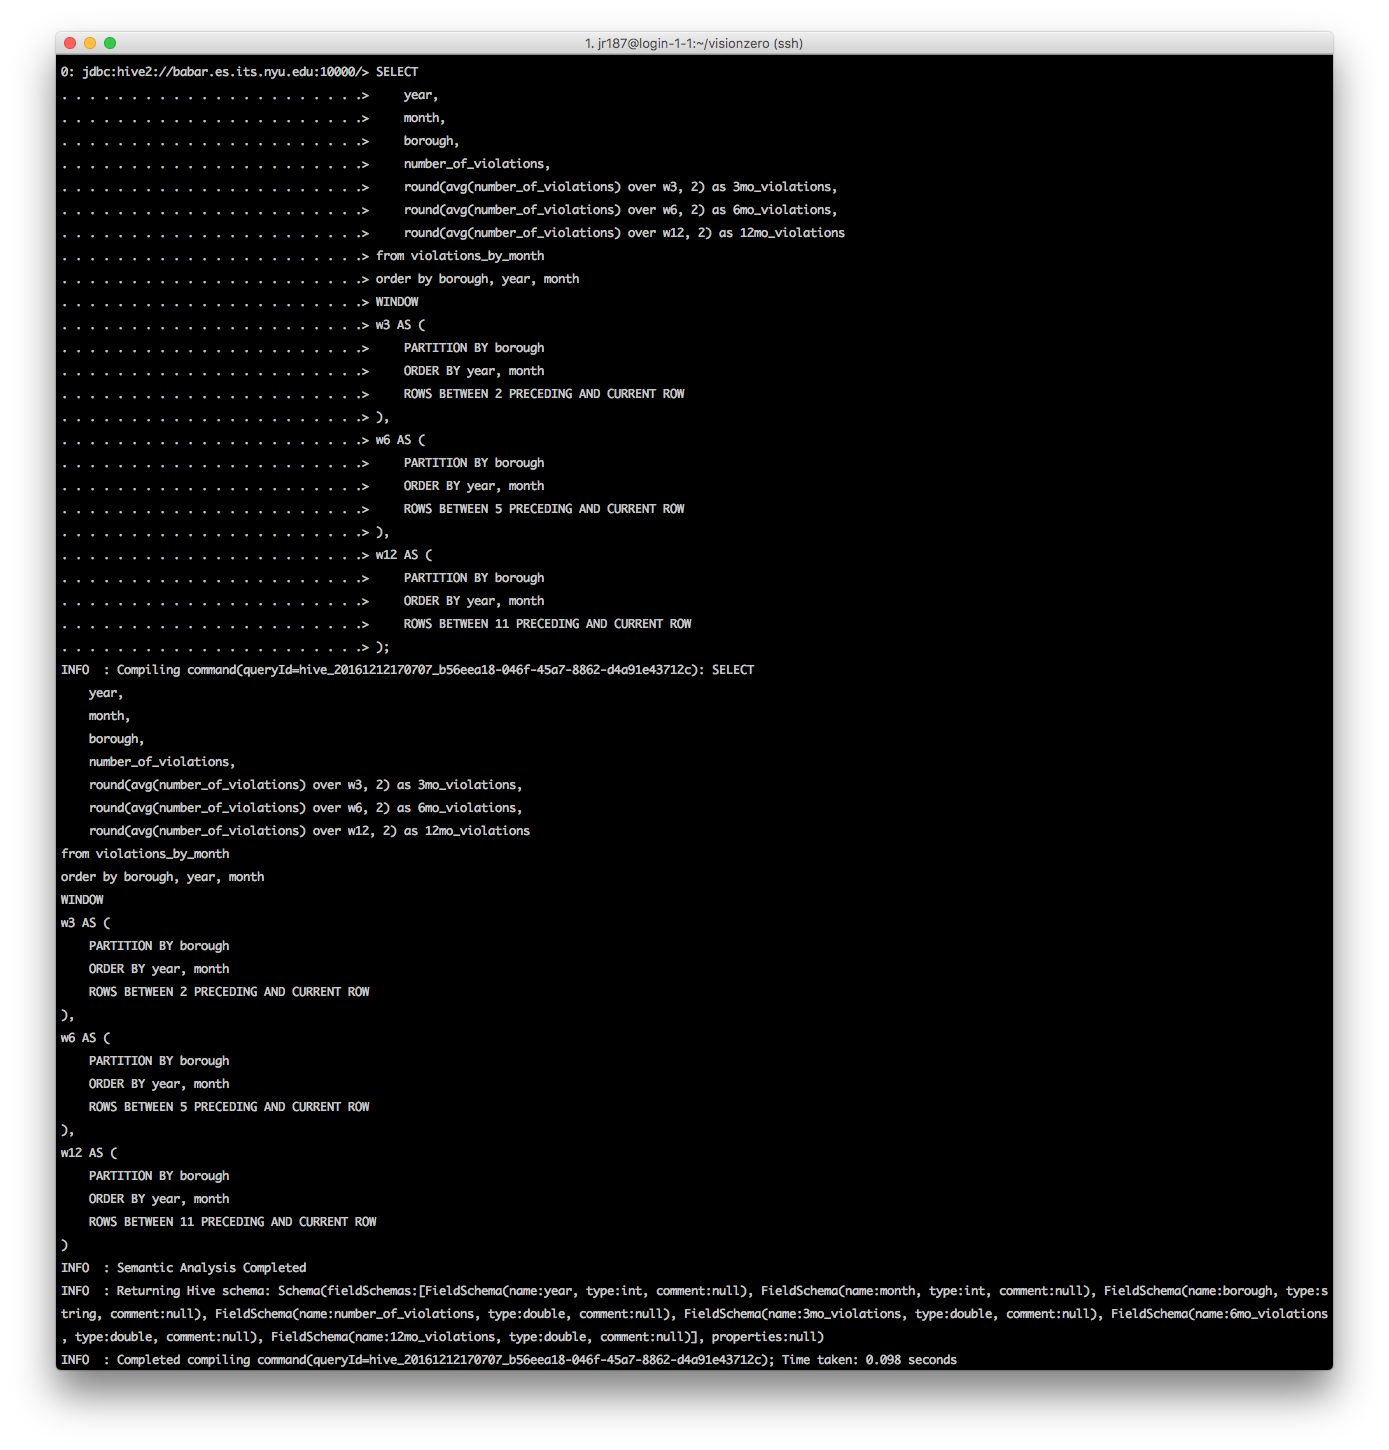 1. jr187@login-1-1:~/visionzero (ssh)
0: jdbc:hive2://babar.es.its.nyu.edu:10000/> SELECT
. . . . . . . . . . . . . . . . . . . . . .>     year,
. . . . . . . . . . . . . . . . . . . . . .>     month,
. . . . . . . . . . . . . . . . . . . . . .>     borough,
. . . . . . . . . . . . . . . . . . . . . .>     number_of_violations,
. . . . . . . . . . . . . . . . . . . . . .>     round(avg(number_of_violations) over w3, 2) as 3mo_violations,
. . . . . . . . . . . . . . . . . . . . . .>     round(avg(number_of_violations) over w6, 2) as 6mo_violations,
. . . . . . . . . . . . . . . . . . . . . .>     round(avg(number_of_violations) over w12, 2) as 12mo_violations
. . . . . . . . . . . . . . . . . . . . . .> from violations_by_month
. . . . . . . . . . . . . . . . . . . . . .> order by borough, year, month
. . . . . . . . . . . . . . . . . . . . . .> WINDOW
. . . . . . . . . . . . . . . . . . . . . .> w3 AS (
. . . . . . . . . . . . . . . . . . . . . .>     PARTITION BY borough
. . . . . . . . . . . . . . . . . . . . . .>     ORDER BY year, month
. . . . . . . . . . . . . . . . . . . . . .>     ROWS BETWEEN 2 PRECEDING AND CURRENT ROW
. . . . . . . . . . . . . . . . . . . . . .> ),
. . . . . . . . . . . . . . . . . . . . . .> w6 AS (
. . . . . . . . . . . . . . . . . . . . . .>     PARTITION BY borough
. . . . . . . . . . . . . . . . . . . . . .>     ORDER BY year, month
. . . . . . . . . . . . . . . . . . . . . .>     ROWS BETWEEN 5 PRECEDING AND CURRENT ROW
. . . . . . . . . . . . . . . . . . . . . .> ),
. . . . . . . . . . . . . . . . . . . . . .> w12 AS (
. . . . . . . . . . . . . . . . . . . . . .>     PARTITION BY borough
. . . . . . . . . . . . . . . . . . . . . .>     ORDER BY year, month
. . . . . . . . . . . . . . . . . . . . . .>     ROWS BETWEEN 11 PRECEDING AND CURRENT ROW
. . . . . . . . . . . . . . . . . . . . . .> );
INFO  : Compiling command(queryId=hive_20161212170707_b56eea18-046f-45a7-8862-d4a91e43712c): SELECT
    year,
    month,
    borough,
    number_of_violations,
    round(avg(number_of_violations) over w3, 2) as 3mo_violations,
    round(avg(number_of_violations) over w6, 2) as 6mo_violations,
    round(avg(number_of_violations) over w12, 2) as 12mo_violations
from violations_by_month
order by borough, year, month
WINDOW
w3 AS (
    PARTITION BY borough
    ORDER BY year, month
    ROWS BETWEEN 2 PRECEDING AND CURRENT ROW
),
w6 AS (
    PARTITION BY borough
    ORDER BY year, month
    ROWS BETWEEN 5 PRECEDING AND CURRENT ROW
),
w12 AS (
    PARTITION BY borough
    ORDER BY year, month
    ROWS BETWEEN 11 PRECEDING AND CURRENT ROW
)
INFO  : Semantic Analysis Completed
INFO  : Returning Hive schema: Schema(fieldSchemas:[FieldSchema(name:year, type:int, comment:null), FieldSchema(name:month, type:int, comment:null), FieldSchema(name:borough, type:s
tring, comment:null), FieldSchema(name:number_of_violations, type:double, comment:null), FieldSchema(name:3mo_violations, type:double, comment:null), FieldSchema(name:6mo_violations
, type:double, comment:null), FieldSchema(name:12mo_violations, type:double, comment:null)], properties:null)
INFO  : Completed compiling command(queryId=hive_20161212170707_b56eea18-046f-45a7-8862-d4a91e43712c); Time taken: 0.098 seconds